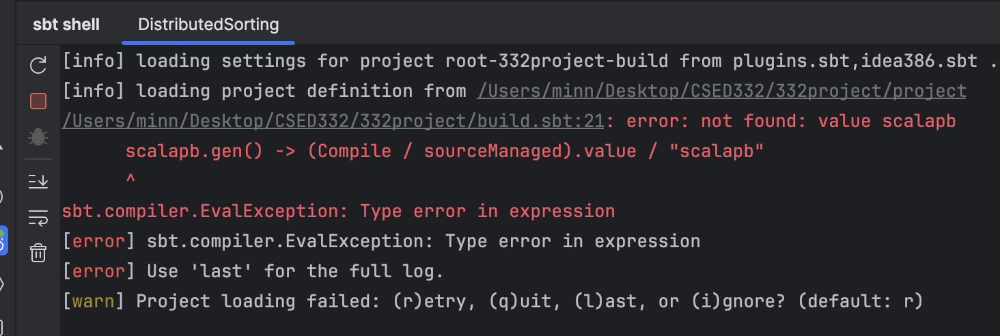 sbt shell DistributedSorting
[info] loading settings for project root-332project-build from plugins.sbt,idea386.sbt .
[info] loading project definition from /Users/minn/Desktop/CSED332/332project/project
/Users/minn/Desktop/CSED332/332project/build.sbt:21: error: not found: value scalapb
scalapb.gen() -> (Compile / sourceManaged).value / "scalapb"
^
sbt.compiler.EvalException: Type error in expression
[error] sbt.compiler.EvalException: Type error in expression
[error] Use 'last' for the full log.
[warn] Project loading failed: (r)etry, (q)uit, (l)ast, or (i)gnore? (default: r)